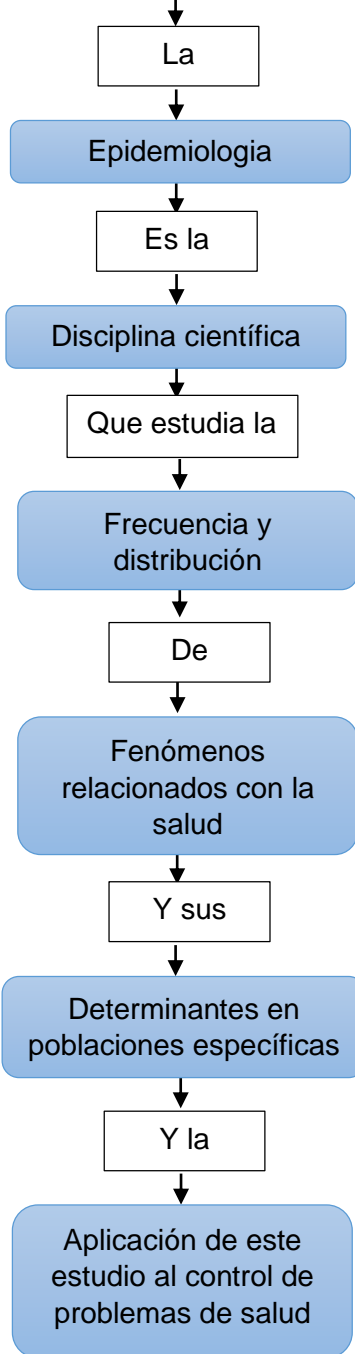 La
Epidemiologia
Es la
Disciplina científica
Que estudia la
Frecuencia y
distribución
De
Fenómenos
relacionados con la
salud
Y sus
Determinantes en
poblaciones específicas
Y la
Aplicación de este
estudio al control de
problemas de salud